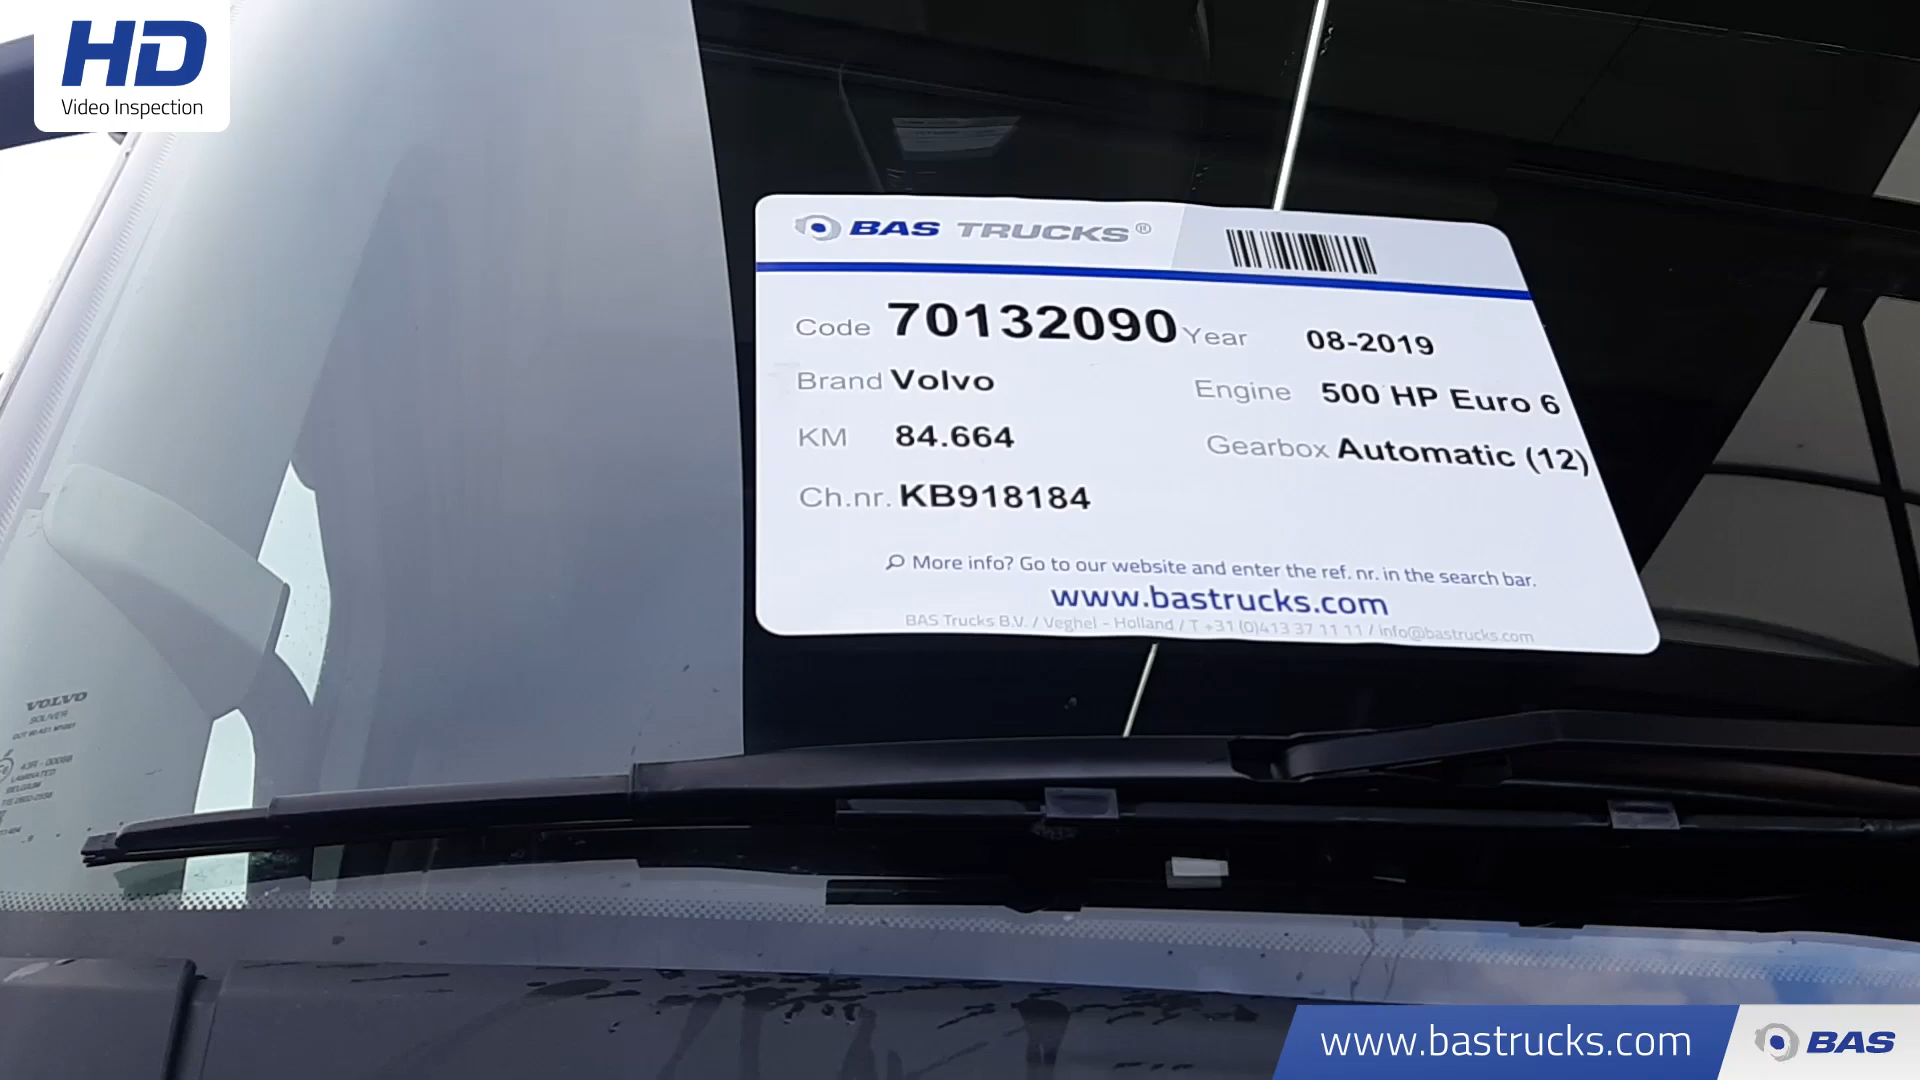 HD
Video Inspection
BAS TRUCKS®
Code 70132090 Year 08-2019
Brand Volvo Engine 500 HP Euro 6
KM 84.664 Gearbox Automatic (12)
Ch.nr. KB918184
More info? Go to our website and enter the ref. nr. in the search bar.
www.bastrucks.com
BAS Trucks B.V. / Veghel - Holland / T +31 (0)413 37 11 11 / info@bastrucks.com
VOLVO
LAMINATED
BELGIUM
www.bastrucks.com
BAS